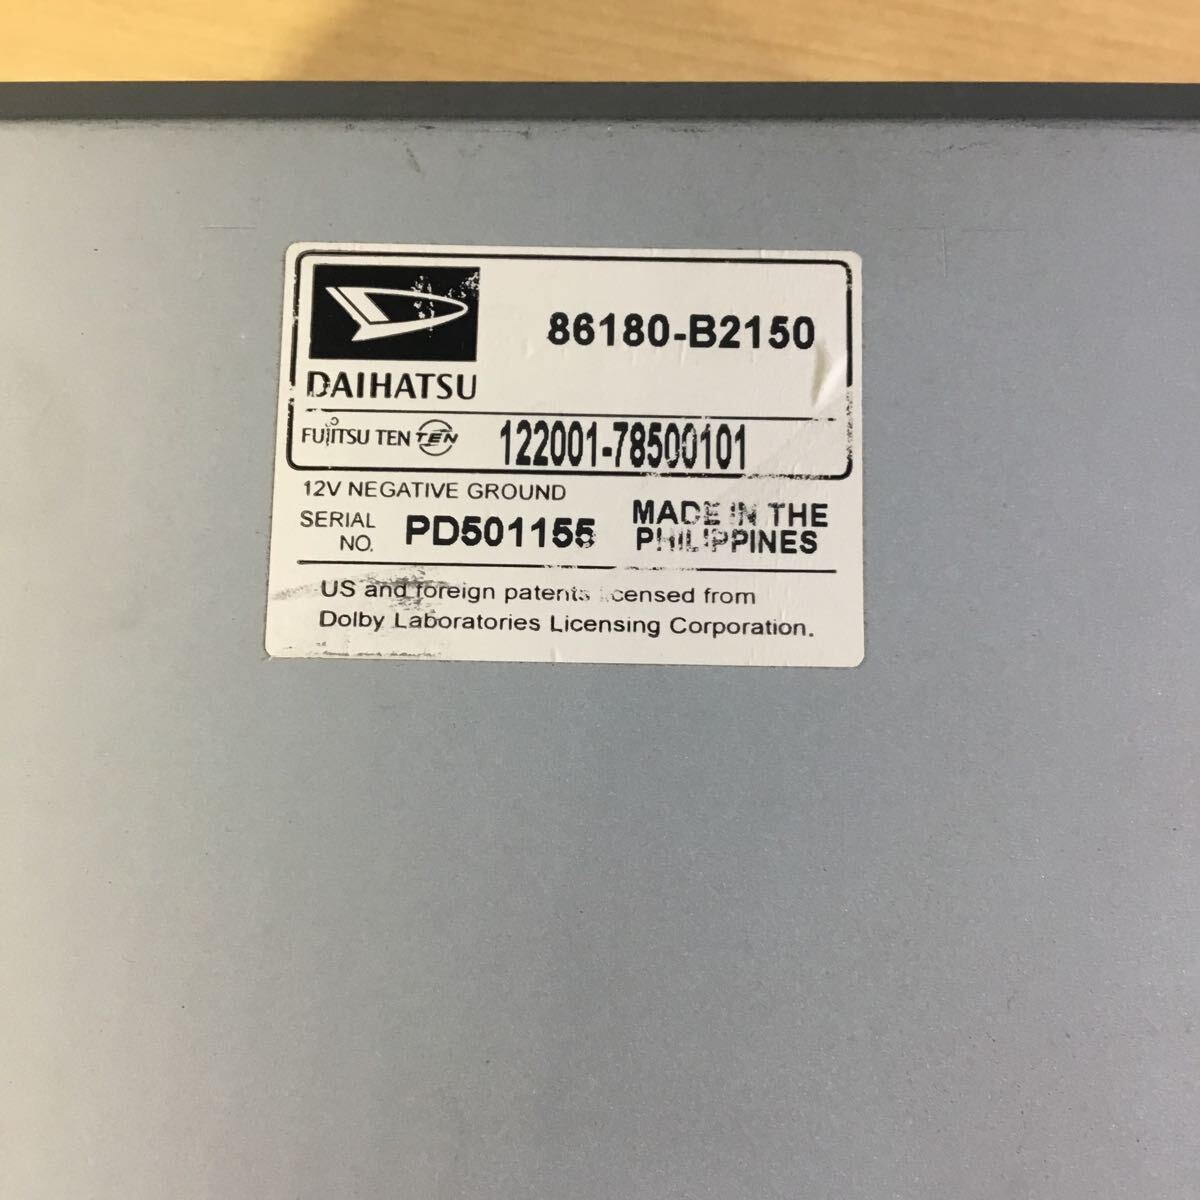 86180-B2150
DAIHATSU
FUJITSU TEN TEN 122001-78500101
12V NEGATIVE GROUND
SERIAL NO. PD501155
MADE IN THE
PHILIPPINES
US and foreign patents licensed from
Dolby Laboratories Licensing Corporation.